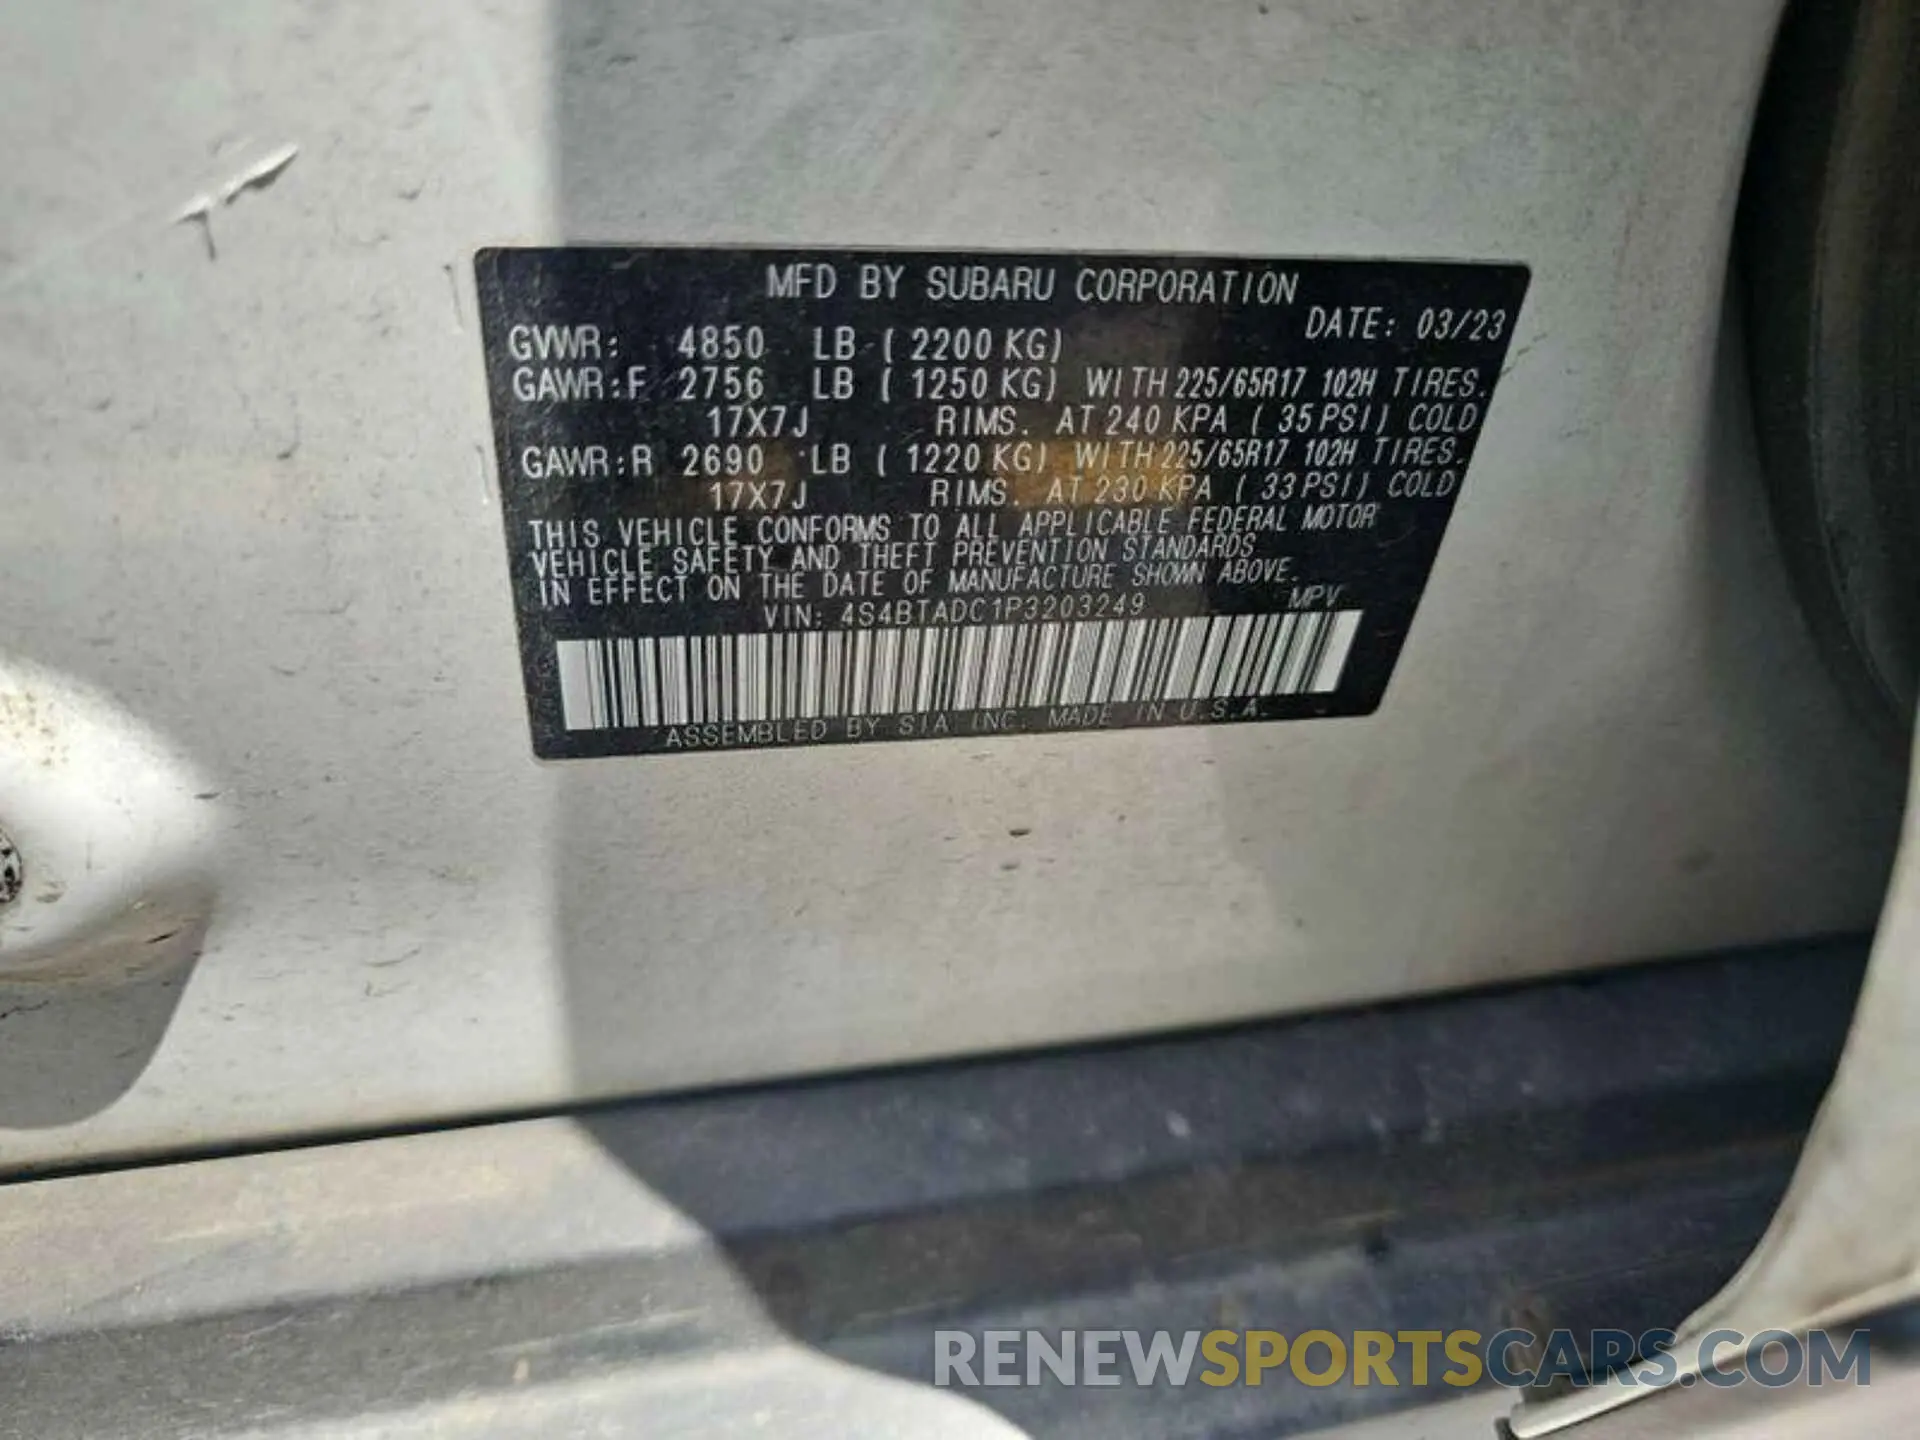 MFD BY SUBARU CORPORATION
DATE: 03/23
GVWR: 4850 LB ( 2200 KG)
GAWR:F 2756 LB ( 1250 KG) WITH 225/65R17 102H TIRES.
17X7J RIMS. AT 240 KPA ( 35 PSI) COLD
GAWR:R 2690 LB ( 1220 KG) WITH 225/65R17 102H TIRES.
17X7J RIMS. AT 230 KPA ( 33 PSI) COLD
THIS VEHICLE CONFORMS TO ALL APPLICABLE FEDERAL MOTOR
VEHICLE SAFETY AND THEFT PREVENTION STANDARDS
IN EFFECT ON THE DATE OF MANUFACTURE SHOWN ABOVE.
VIN: 4S4BTADC1P3203249 MPV
ASSEMBLED BY SIA INC. MADE IN U.S.A.
RENEWSPORTSCARS.COM